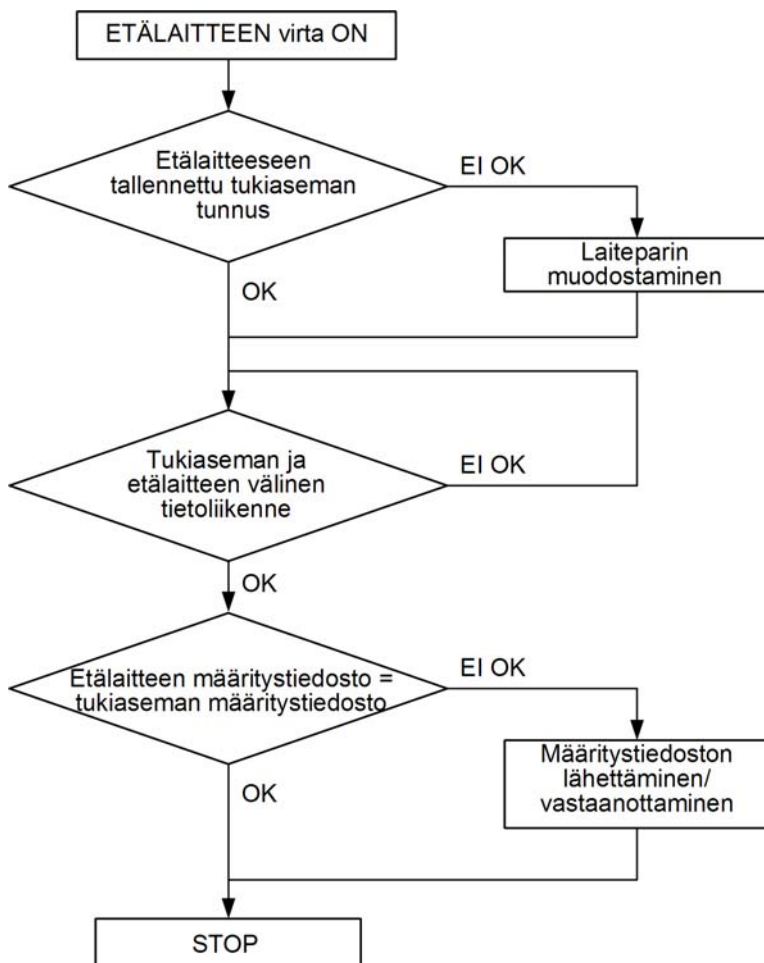 ETÄLAITTEEN virta ON
Etälaitteeseen
tallennettu tukiaseman
tunnus
EI OK
Laiteparin
muodostaminen
OK
Tukiaseman ja
etälaitteen välinen
tietoliikenne
EI OK
OK
Etälaitteen määritystiedosto =
tukiaseman määritystiedosto
EI OK
Määritystiedoston
lähettäminen/
vastaanottaminen
OK
STOP